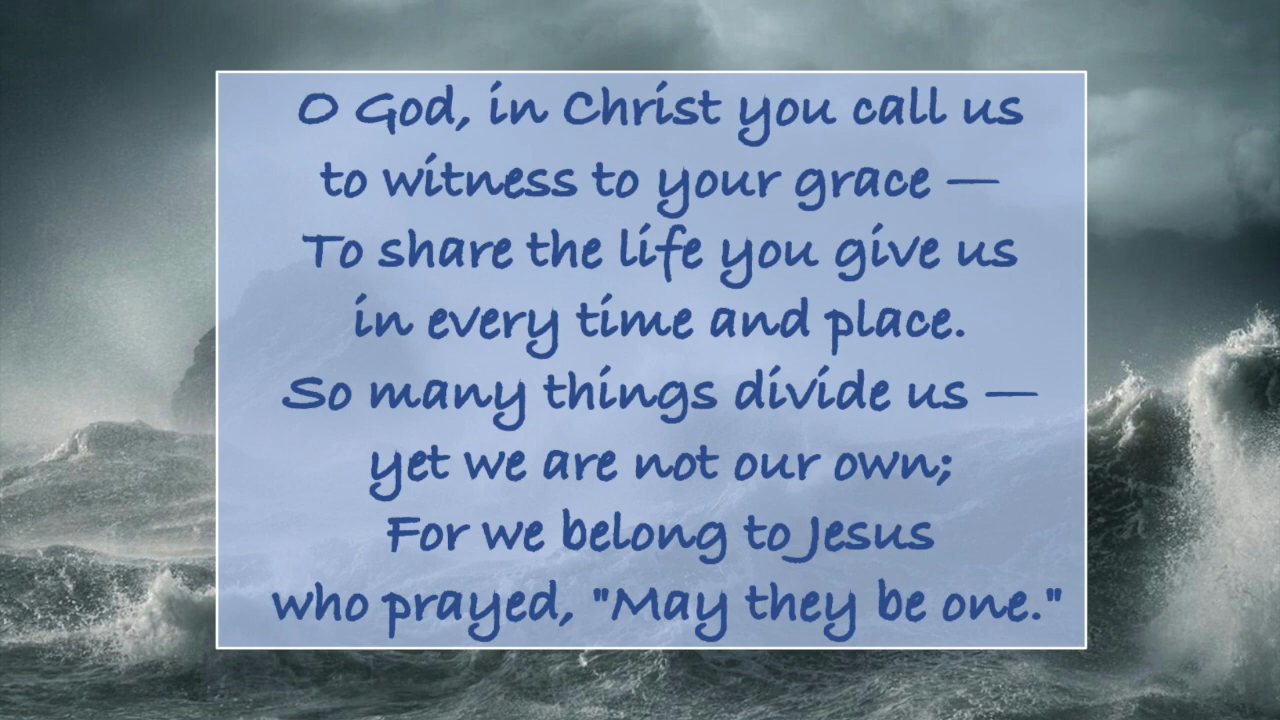 O God, in Christ you call us
to witness to your grace —
To share the life you give us
in every time and place.
So many things divide us —
yet we are not our own;
For we belong to Jesus
who prayed, "May they be one."